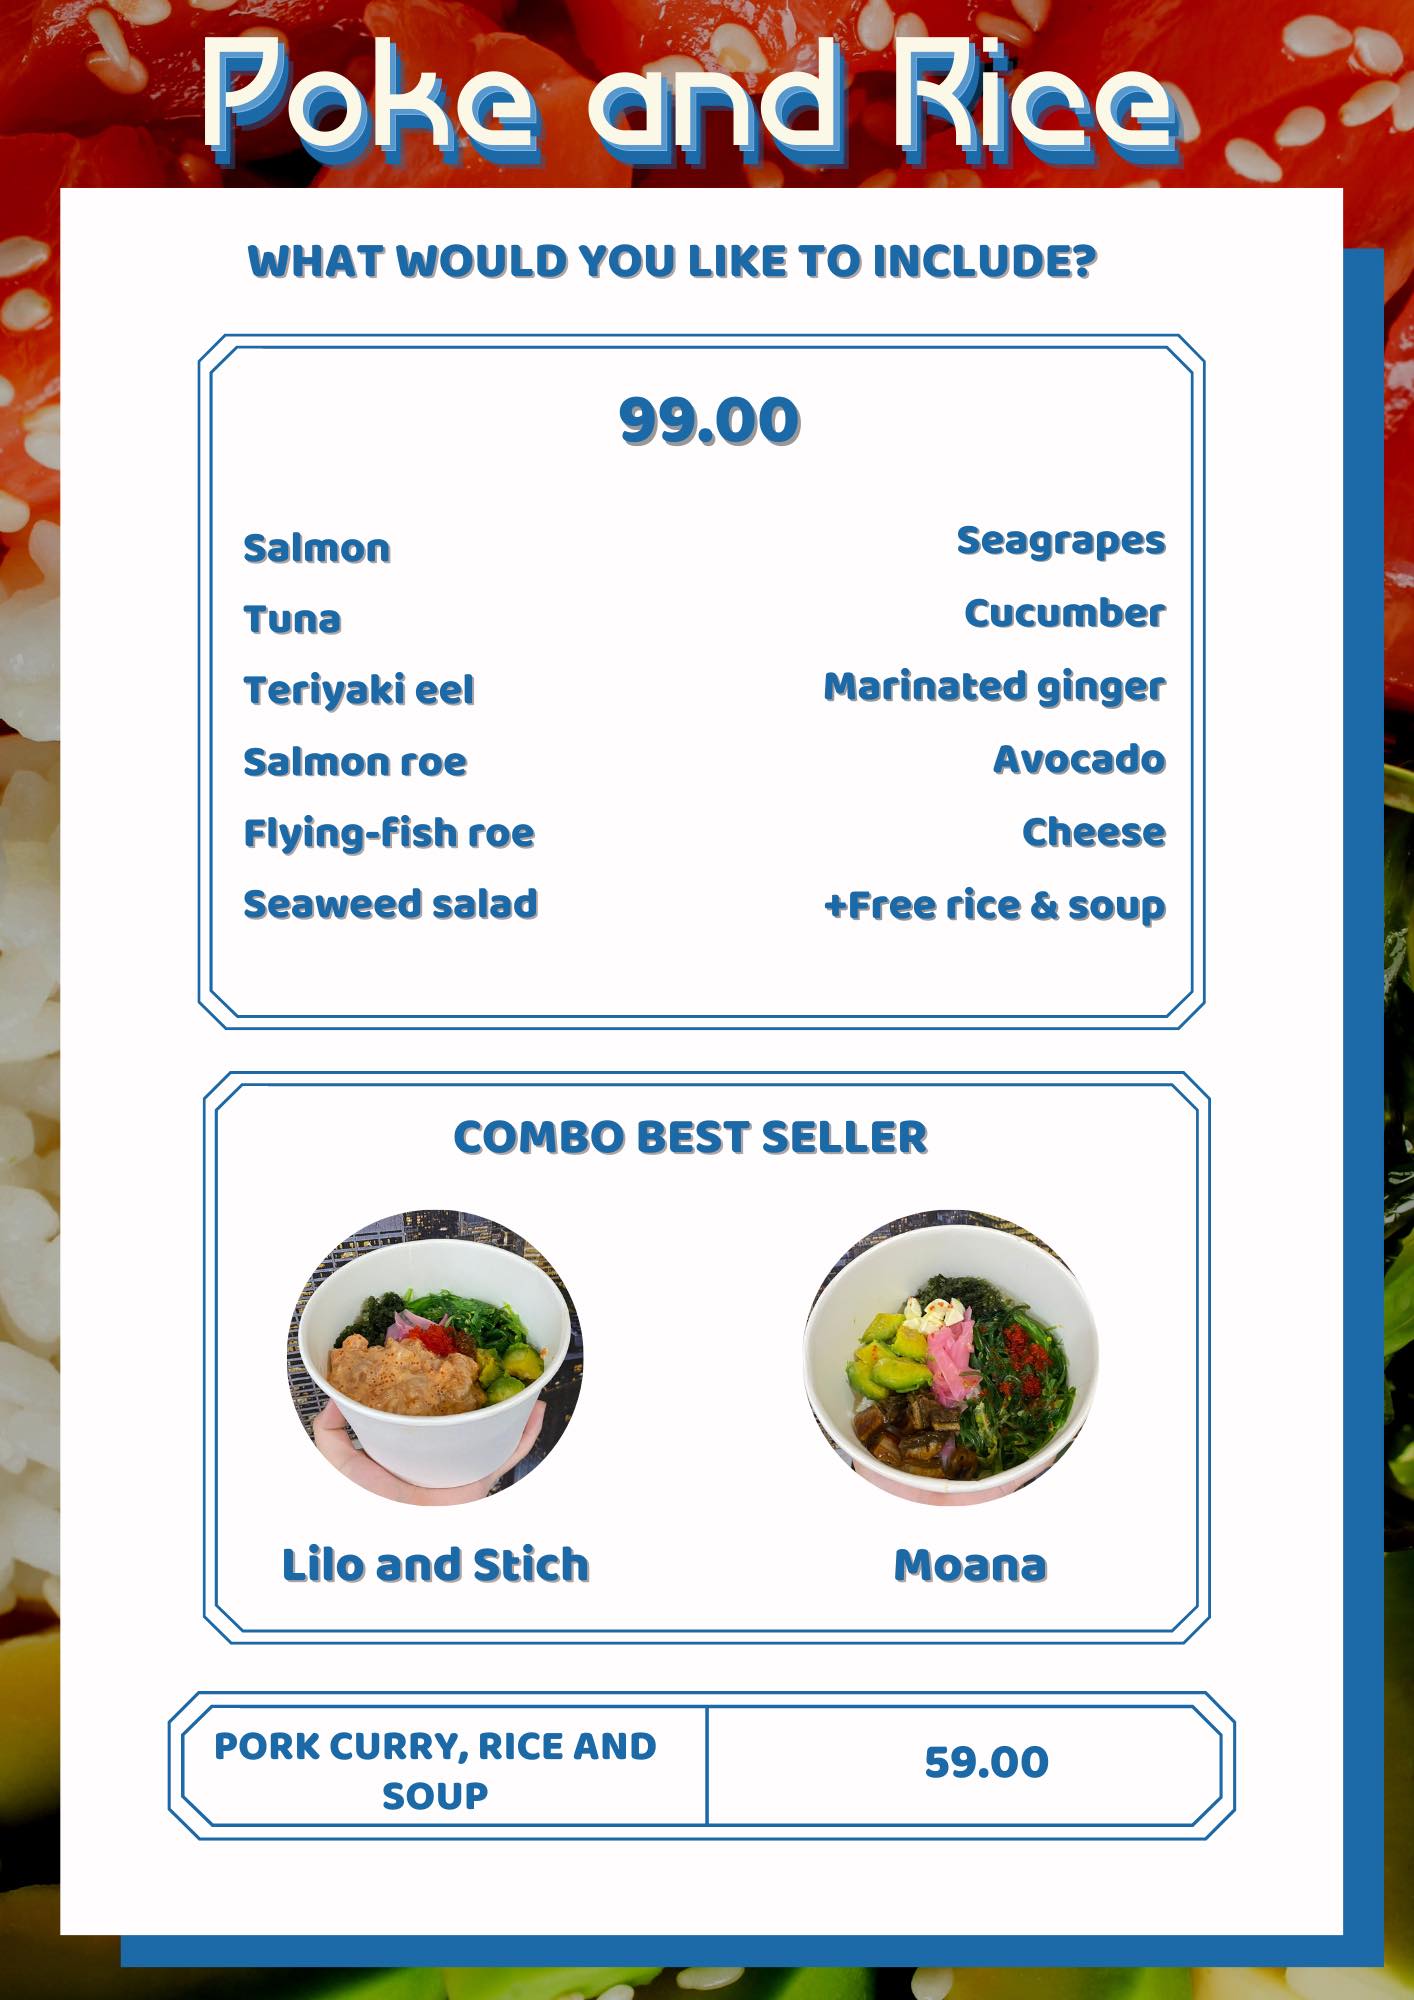 Poke and Rice
WHAT WOULD YOU LIKE TO INCLUDE?
99.00
Salmon
Tuna
Teriyaki eel
Salmon roe
Flying-fish roe
Seaweed salad
Seagrapes
Cucumber
Marinated ginger
Avocado
Cheese
+Free rice & soup
COMBO BEST SELLER
Lilo and Stich
Moana
PORK CURRY, RICE AND
SOUP
59.00